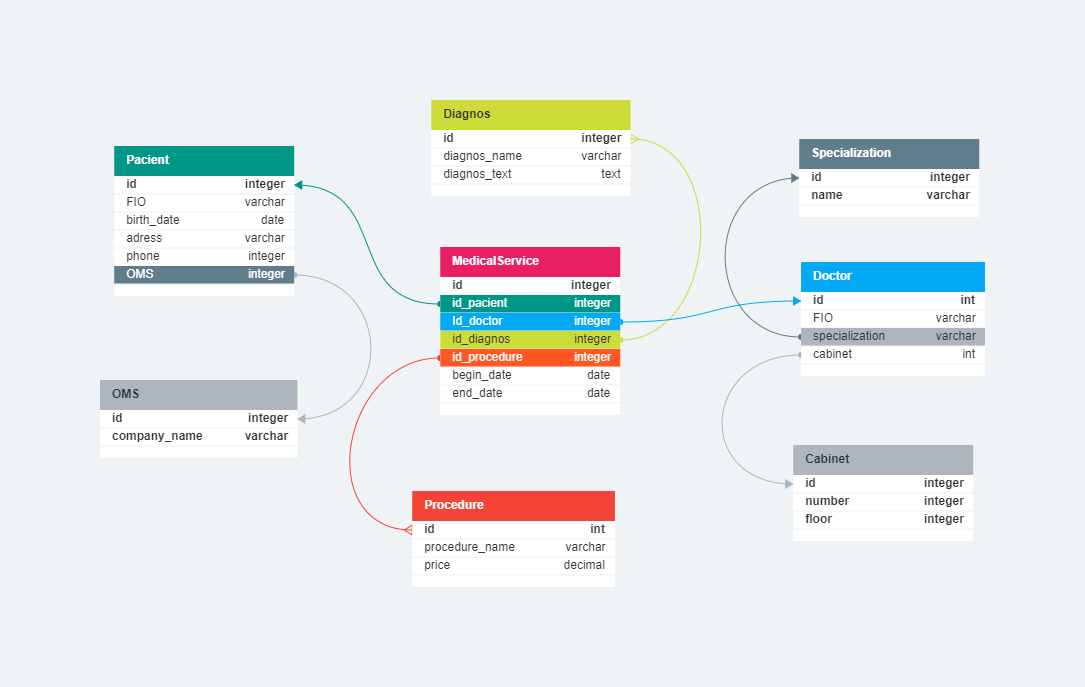 Diagnos
id integer
diagnos_name varchar
diagnos_text text
Pacient
id integer
FIO varchar
birth_date date
adress varchar
phone integer
OMS integer
Specialization
id integer
name varchar
MedicalService
id integer
id_pacient integer
Id_doctor integer
id_diagnos integer
id_procedure integer
begin_date date
end_date date
Doctor
id int
FIO varchar
specialization varchar
cabinet int
OMS
id integer
company_name varchar
Cabinet
id integer
number integer
floor integer
Procedure
id int
procedure_name varchar
price decimal